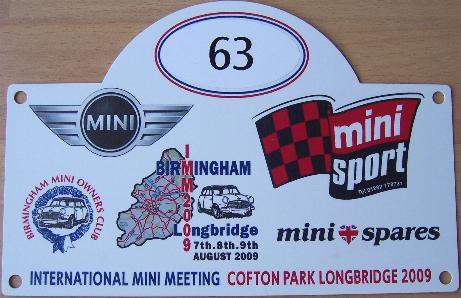 63
MINI
mini
sport
BIRMINGHAM MINI OWNERS CLUB
IMM2009
BIRMINGHAM
Longbridge
7th.8th.9th
AUGUST 2009
mini spares
INTERNATIONAL MINI MEETING COFTON PARK LONGBRIDGE 2009